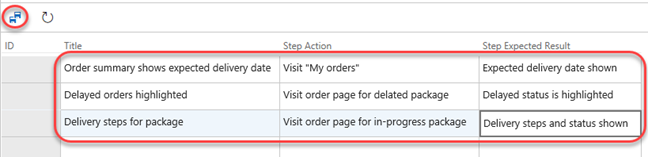 ID Title Step Action Step Expected Result
Order summary shows expected delivery date Visit "My orders" Expected delivery date shown
Delayed orders highlighted Visit order page for delated package Delayed status is highlighted
Delivery steps for package Visit order page for in-progress package Delivery steps and status shown